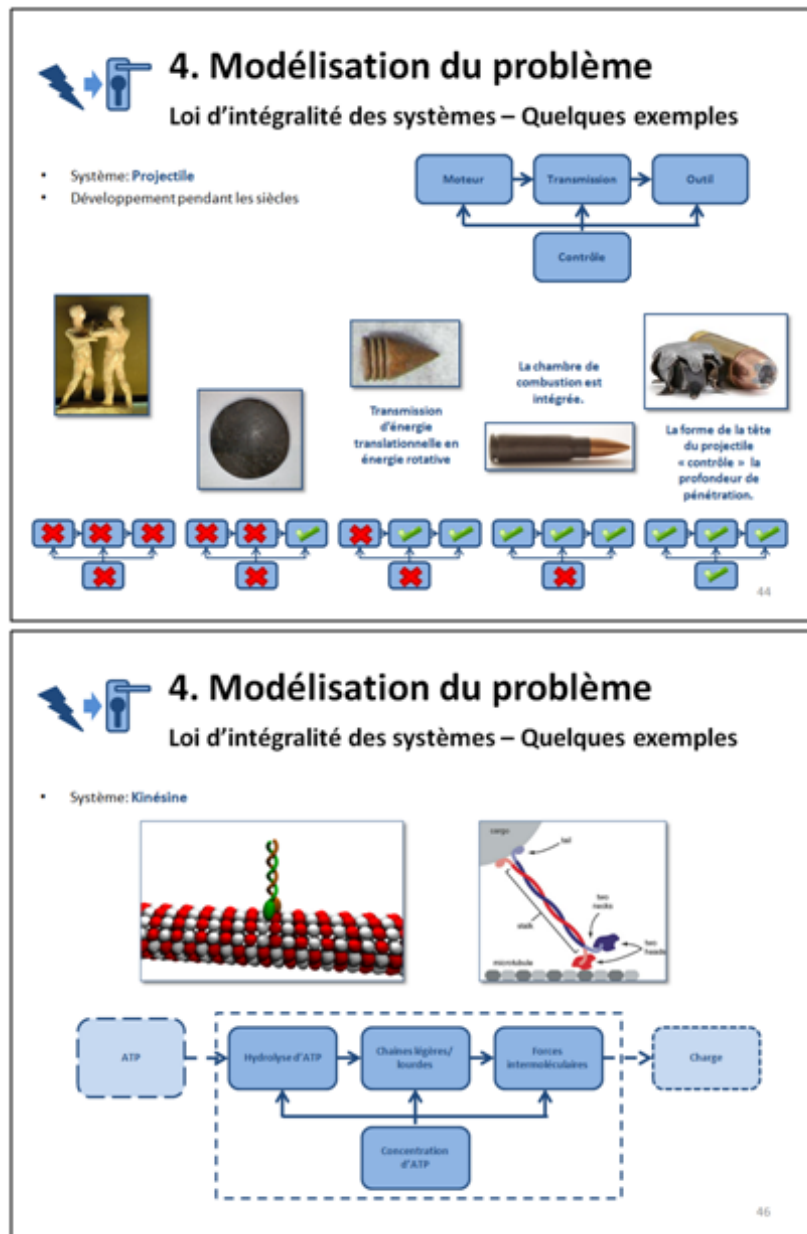 4. Modélisation du problème
Loi d'intégralité des systèmes – Quelques exemples
• Système: Projectile
• Développement pendant les siècles
Moteur
Transmission
Outil
Contrôle
Transmission
d'énergie
translationnelle en
énergie rotative
La chambre de
combustion est
intégrée.
La forme de la tête
du projectile
« contrôle » la
profondeur de
pénétration.
44
4. Modélisation du problème
Loi d'intégralité des systèmes – Quelques exemples
• Système: Kinésine
cargo
tail
stalk
two
necks
two
heads
microtubule
ATP
Hydrolyse d'ATP
Chaines légères/
lourdes
Forces
intermoléculaires
Charge
Concentration
d'ATP
46